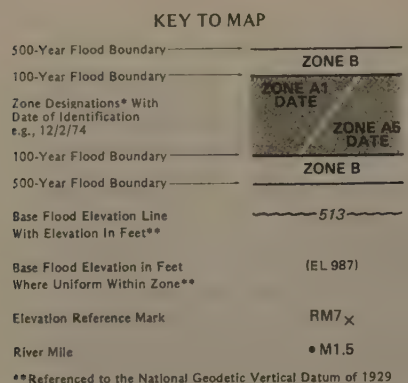 KEY TO MAP
500-Year Flood Boundary
ZONE B
100-Year Flood Boundary
ZONE A1
DATE
Zone Designations* With
Date of Identification
e.g., 12/2/74
ZONE A5
DATE
100-Year Flood Boundary
ZONE B
500-Year Flood Boundary
Base Flood Elevation Line
With Elevation In Feet**
513
Base Flood Elevation in Feet
Where Uniform Within Zone**
(EL 987)
Elevation Reference Mark
RM7×
River Mile
•M1.5
**Referenced to the National Geodetic Vertical Datum of 1929